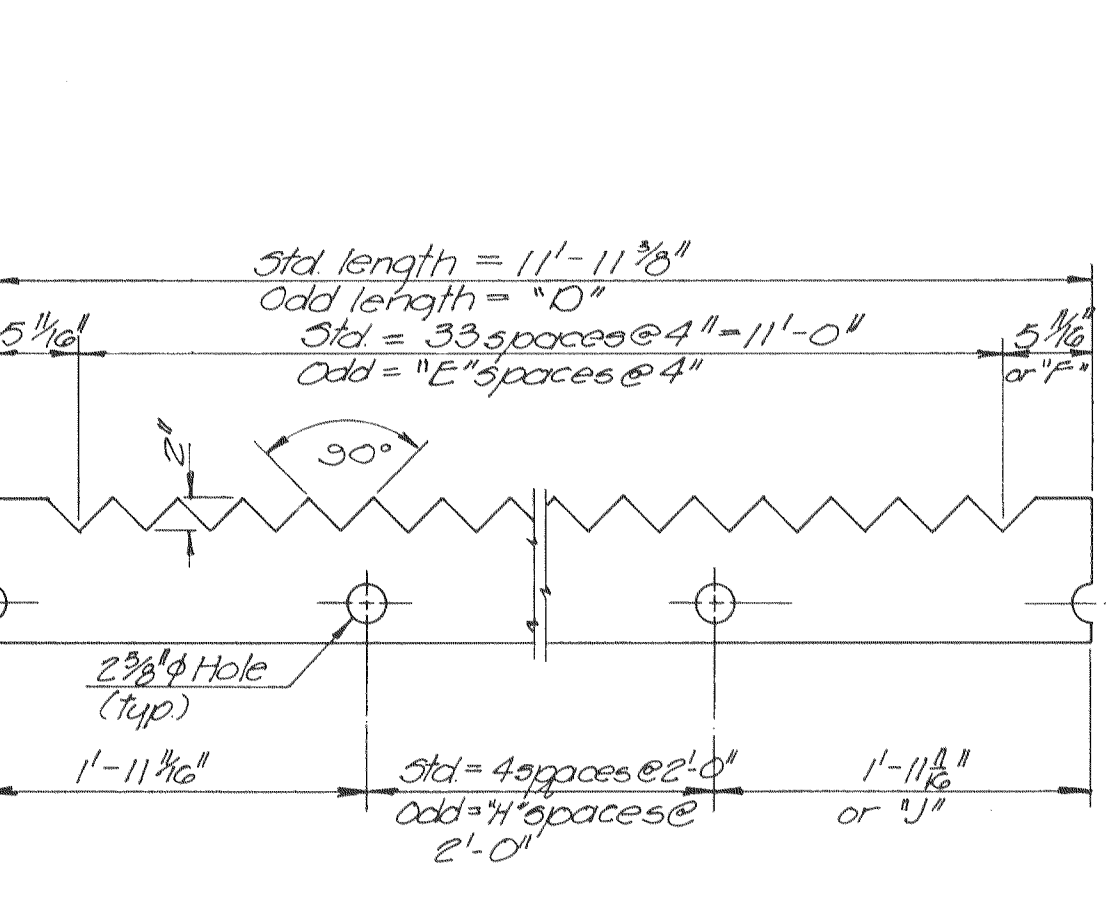 Std. length = 11'-11 3/8"
Odd length = "D"
5 11/16"
Std. = 33 spaces @ 4" = 11'-0"
5 11/16"
Odd = "E" spaces @ 4"
or "F"
2"
90°
2 3/8" ϕ Hole
(typ.)
1'-11 11/16"
Std. = 4 spaces @ 2'-0"
1'-11 11/16"
Odd = "H" spaces @
or "J"
2'-0"